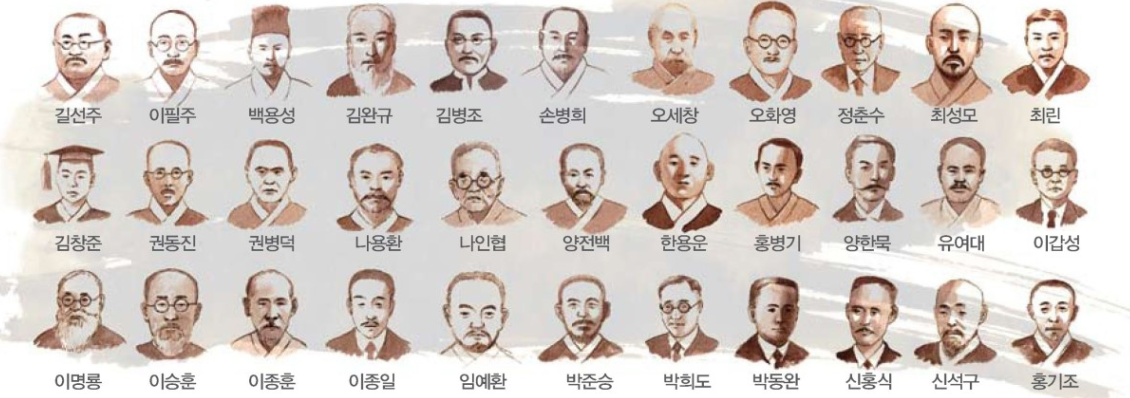 길선주 이필주 백용성 김완규 김병조 손병희 오세창 오화영 정춘수 최성모 최린
김창준 권동진 권병덕 나용환 나인협 양전백 한용운 홍병기 양한묵 유여대 이갑성
이명룡 이승훈 이종훈 이종일 임예환 박준승 박희도 박동완 신홍식 신석구 홍기조